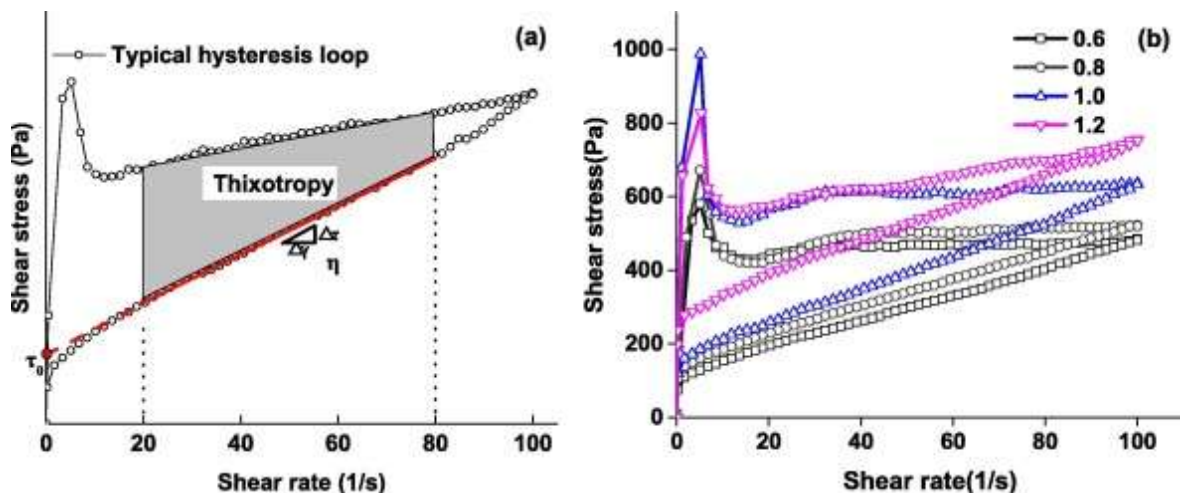 (a)
Typical hysteresis loop
Shear stress (Pa)
Thixotropy
Δτ
Δγ̇
η
τ0
0 20 40 60 80 100
Shear rate (1/s)
(b)
0.6
0.8
1.0
1.2
Shear stress(Pa)
1000
800
600
400
200
0
0 20 40 60 80 100
Shear rate(1/s)